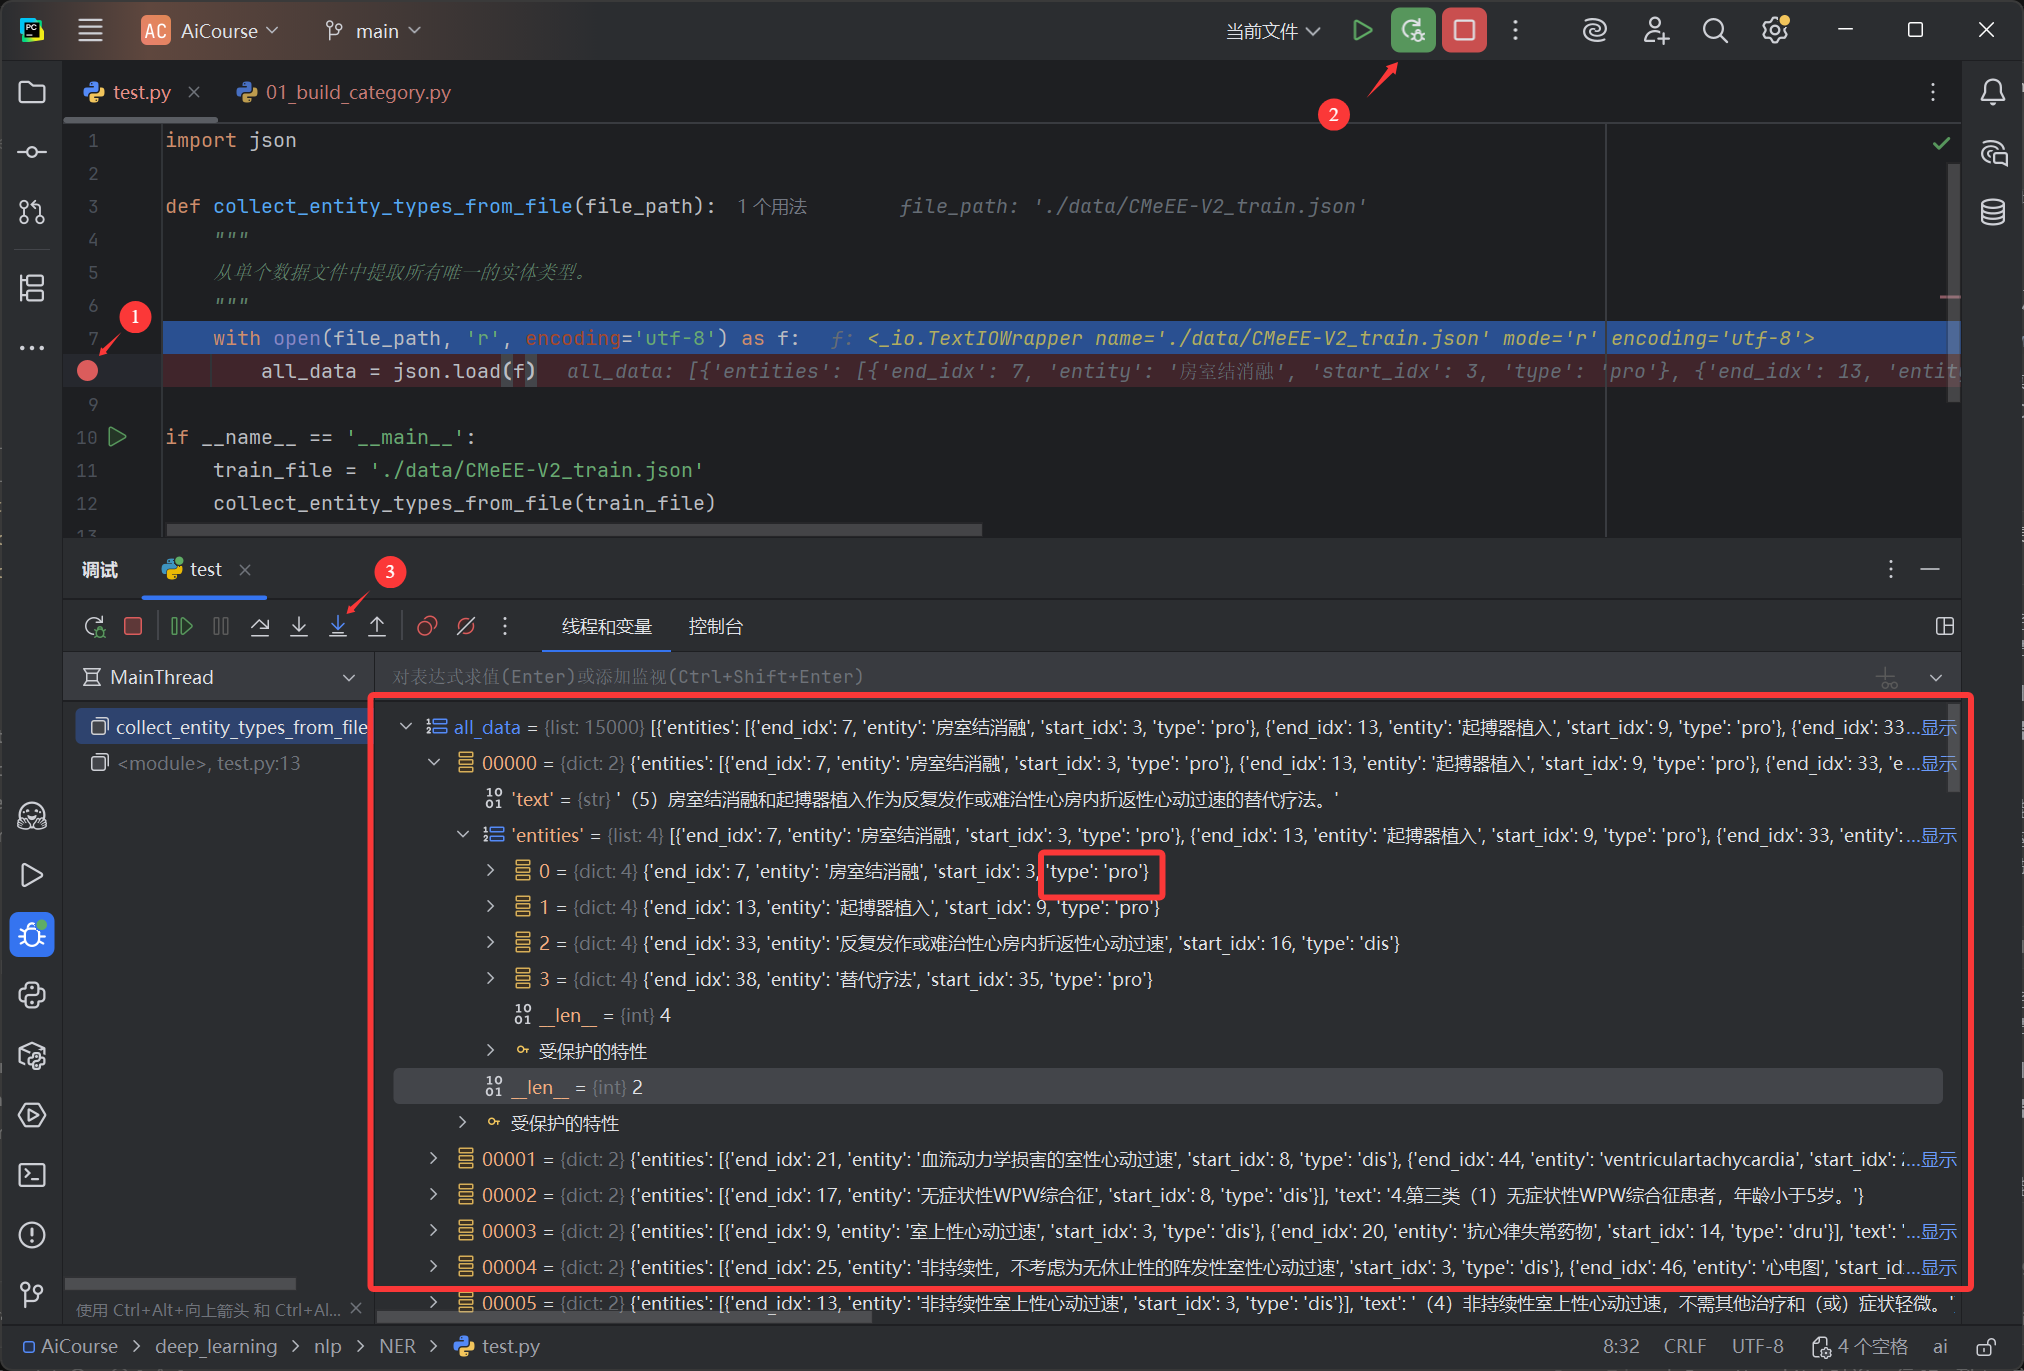 AC AiCourse main 当前文件
test.py 01_build_category.py
2
1 import json
2
3 def collect_entity_types_from_file(file_path): 1 个用法 file_path: './data/CMeEE-V2_train.json'
4 """
5 从单个数据文件中提取所有唯一的实体类型。
6 """
1
7 with open(file_path, 'r', encoding='utf-8') as f: f: <_io.TextIOWrapper name='./data/CMeEE-V2_train.json' mode='r' encoding='utf-8'>
all_data = json.load(f) all_data: [{'entities': [{'end_idx': 7, 'entity': '房室结消融', 'start_idx': 3, 'type': 'pro'}, {'end_idx': 13, 'entit
9
10 if __name__ == '__main__':
11 train_file = './data/CMeEE-V2_train.json'
12 collect_entity_types_from_file(train_file)
13
调试 test
3
线程和变量 控制台
MainThread
对表达式求值(Enter)或添加监视(Ctrl+Shift+Enter)
collect_entity_types_from_file
<module>, test.py:13
all_data = {list: 15000} [{'entities': [{'end_idx': 7, 'entity': '房室结消融', 'start_idx': 3, 'type': 'pro'}, {'end_idx': 13, 'entity': '起搏器植入', 'start_idx': 9, 'type': 'pro'}, {'end_idx': 33...显示
00000 = {dict: 2} {'entities': [{'end_idx': 7, 'entity': '房室结消融', 'start_idx': 3, 'type': 'pro'}, {'end_idx': 13, 'entity': '起搏器植入', 'start_idx': 9, 'type': 'pro'}, {'end_idx': 33, 'e...显示
'text' = {str} '（5）房室结消融和起搏器植入作为反复发作或难治性心房内折返性心动过速的替代疗法。'
'entities' = {list: 4} [{'end_idx': 7, 'entity': '房室结消融', 'start_idx': 3, 'type': 'pro'}, {'end_idx': 13, 'entity': '起搏器植入', 'start_idx': 9, 'type': 'pro'}, {'end_idx': 33, 'entity': ...显示
0 = {dict: 4} {'end_idx': 7, 'entity': '房室结消融', 'start_idx': 3, 'type': 'pro'}
1 = {dict: 4} {'end_idx': 13, 'entity': '起搏器植入', 'start_idx': 9, 'type': 'pro'}
2 = {dict: 4} {'end_idx': 33, 'entity': '反复发作或难治性心房内折返性心动过速', 'start_idx': 16, 'type': 'dis'}
3 = {dict: 4} {'end_idx': 38, 'entity': '替代疗法', 'start_idx': 35, 'type': 'pro'}
__len__ = {int} 4
受保护的特性
__len__ = {int} 2
受保护的特性
00001 = {dict: 2} {'entities': [{'end_idx': 21, 'entity': '血流动力学损害的室性心动过速', 'start_idx': 8, 'type': 'dis'}, {'end_idx': 44, 'entity': 'ventriculartachycardia', 'start_idx': ...显示
00002 = {dict: 2} {'entities': [{'end_idx': 17, 'entity': '无症状性WPW综合征', 'start_idx': 8, 'type': 'dis'}], 'text': '4.第三类（1）无症状性WPW综合征患者，年龄小于5岁。'}
00003 = {dict: 2} {'entities': [{'end_idx': 9, 'entity': '室上性心动过速', 'start_idx': 3, 'type': 'dis'}, {'end_idx': 20, 'entity': '抗心律失常药物', 'start_idx': 14, 'type': 'dru'}], 'text': '...显示
00004 = {dict: 2} {'entities': [{'end_idx': 25, 'entity': '非持续性，不考虑为无休止性的阵发性室性心动过速', 'start_idx': 3, 'type': 'dis'}, {'end_idx': 46, 'entity': '心电图', 'start_id...显示
00005 = {dict: 2} {'entities': [{'end_idx': 13, 'entity': '非持续性室上性心动过速', 'start_idx': 3, 'type': 'dis'}], 'text': '（4）非持续性室上性心动过速，不需其他治疗和（或）症状轻微。'
使用 Ctrl+Alt+向上箭头 和 Ctrl+Al...
AiCourse deep_learning nlp NER test.py 8:32 CRLF UTF-8 4 个空格 ai